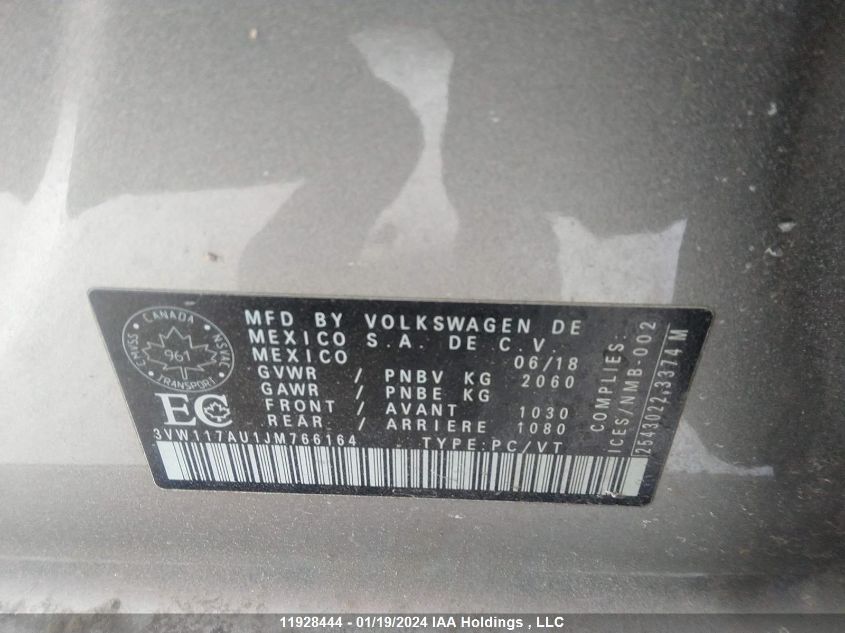 CANADA
CMVSS NSVAC
961
TRANSPORT
EC
MFD BY VOLKSWAGEN DE
MEXICO S.A. DE C.V.
MEXICO 06/18
GVWR / PNBV KG 2060
GAWR / PNBE KG
FRONT / AVANT 1030
REAR / ARRIERE 1080
3VW117AU1JM766164 TYPE:PC/VT
COMPLIES:
ICES/NMB-002
2543022.3374 M
11928444 - 01/19/2024 IAA Holdings , LLC